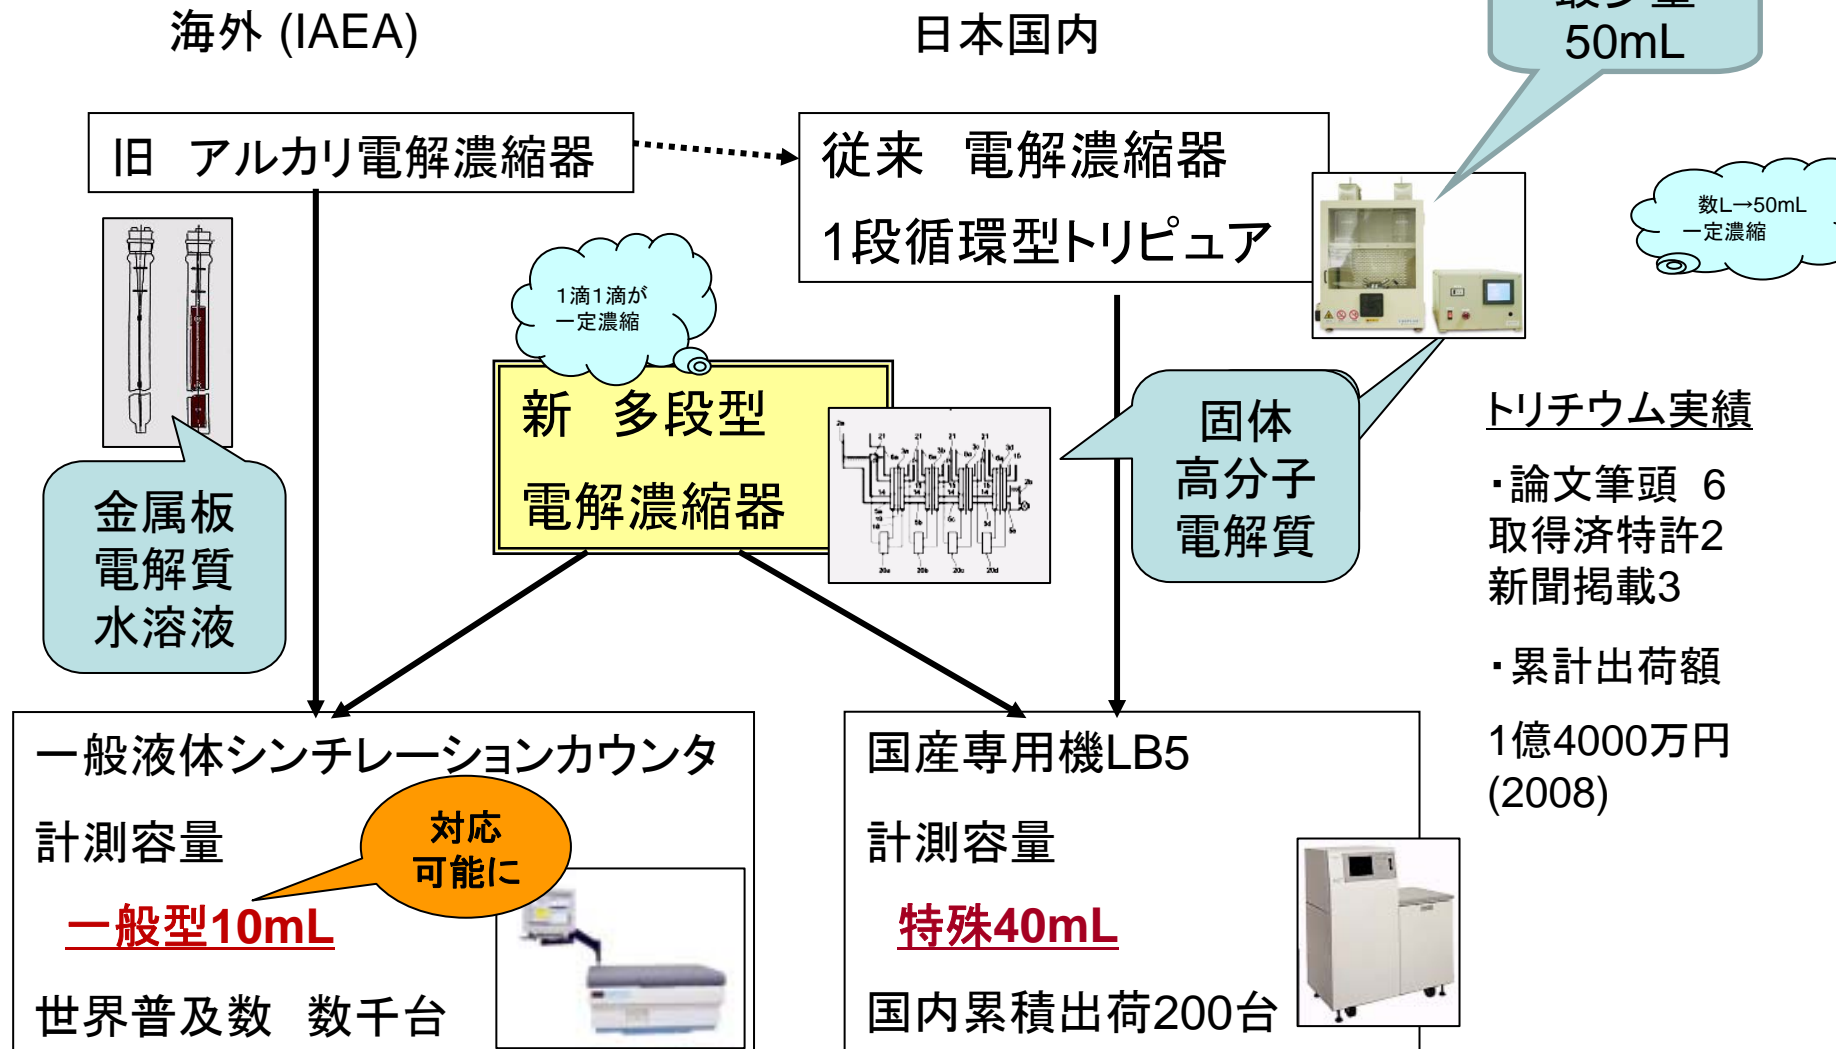 海外 (IAEA)
日本国内
50mL
旧　アルカリ電解濃縮器
従来　電解濃縮器
1段循環型トリピュア
数L→50mL
一定濃縮
1滴1滴が
一定濃縮
新　多段型
電解濃縮器
固体
高分子
電解質
金属板
電解質
水溶液
トリチウム実績
・論文筆頭 6
取得済特許2
新聞掲載3
・累計出荷額
1億4000万円
(2008)
一般液体シンチレーションカウンタ
計測容量
対応
可能に
一般型10mL
世界普及数　数千台
国産専用機LB5
計測容量
特殊40mL
国内累積出荷200台